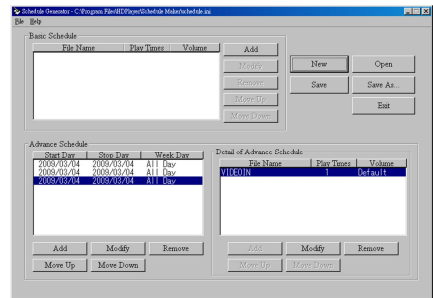 Schedule Generator - C:\Program Files\HDPlayer\Schedule Maker\schedule.ini
File Help
Basic Schedule
File Name Play Times Volume
Add
Modify
Remove
Move Up
Move Down
New Open
Save Save As...
Exit
Advance Schedule
Start Day Stop Day Week Day
2009/03/04 2009/03/04 All Day
2009/03/04 2009/03/04 All Day
2009/03/04 2009/03/04 All Day
Add Modify Remove
Move Up Move Down
Detail of Advance Schedule
File Name Play Times Volume
VIDEOIN 1 Default
Add Modify Remove
Move Up Move Down